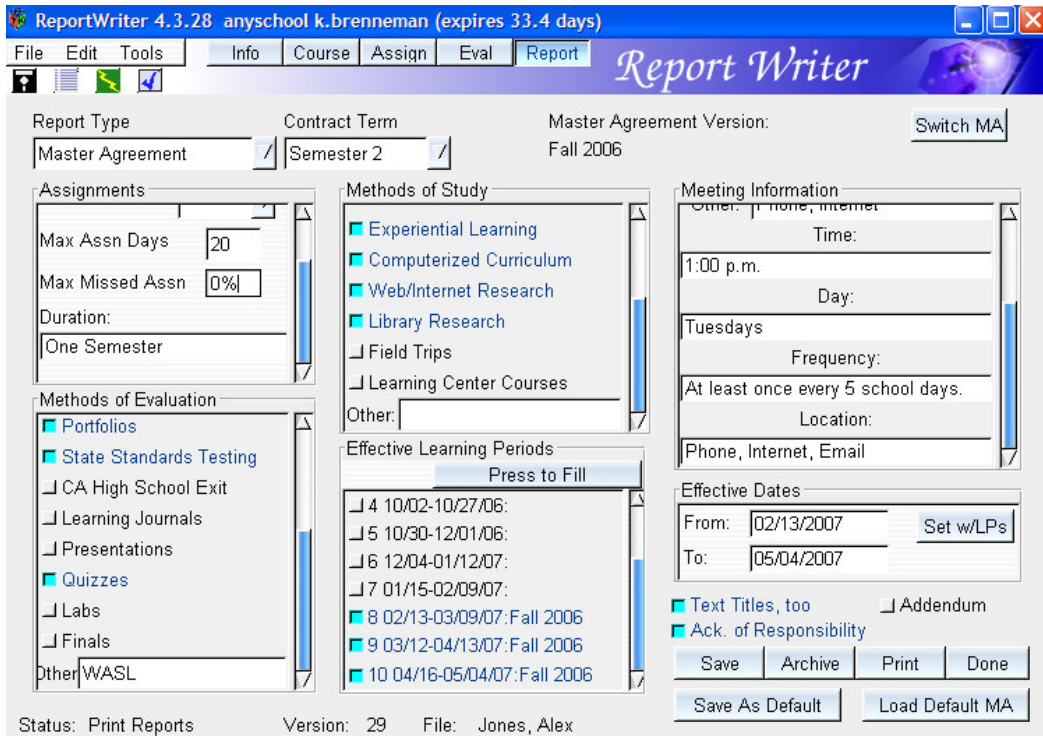 ReportWriter 4.3.28 anyschool k.brenneman (expires 33.4 days)
File Edit Tools Info Course Assign Eval Report
Report Writer
Report Type
Master Agreement
Contract Term
Semester 2
Master Agreement Version:
Fall 2006
Switch MA
Assignments
Max Assn Days 20
Max Missed Assn 0%
Duration:
One Semester
Methods of Evaluation
Portfolios
State Standards Testing
CA High School Exit
Learning Journals
Presentations
Quizzes
Labs
Finals
Other WASL
Methods of Study
Experiential Learning
Computerized Curriculum
Web/Internet Research
Library Research
Field Trips
Learning Center Courses
Other:
Effective Learning Periods
Press to Fill
4 10/02-10/27/06:
5 10/30-12/01/06:
6 12/04-01/12/07:
7 01/15-02/09/07:
8 02/13-03/09/07:Fall 2006
9 03/12-04/13/07:Fall 2006
10 04/16-05/04/07:Fall 2006
Meeting Information
Other: Phone, Internet
Time:
1:00 p.m.
Day:
Tuesdays
Frequency:
At least once every 5 school days.
Location:
Phone, Internet, Email
Effective Dates
From: 02/13/2007
To: 05/04/2007
Set w/LPs
Text Titles, too Addendum
Ack. of Responsibility
Save Archive Print Done
Save As Default Load Default MA
Status: Print Reports Version: 29 File: Jones, Alex